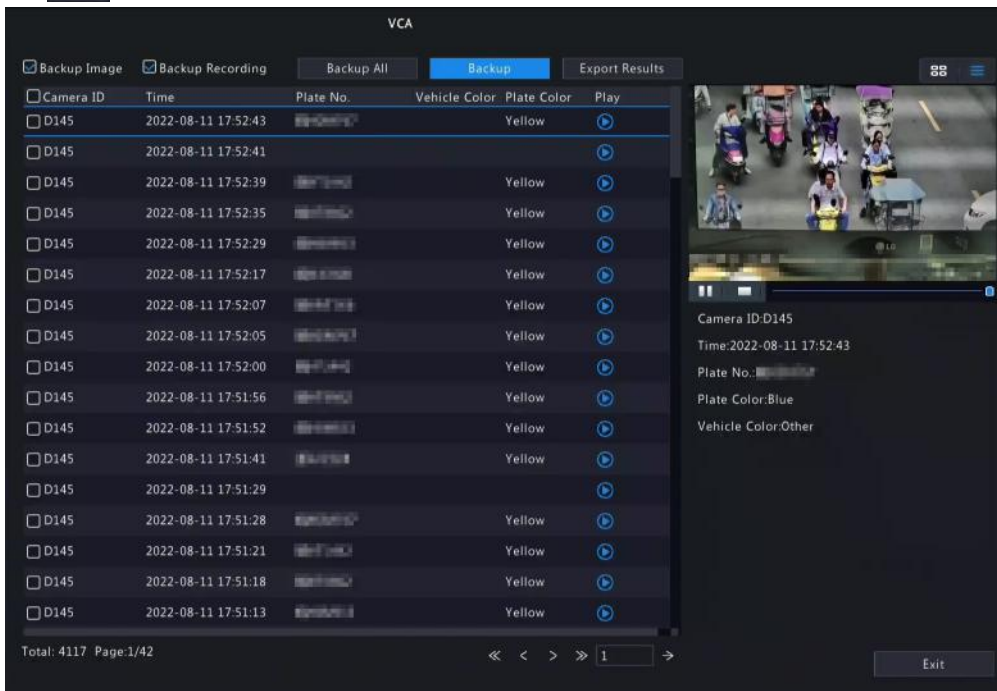 VCA
Backup Image Backup Recording Backup All Backup Export Results
Camera ID Time Plate No. Vehicle Color Plate Color Play
D145 2022-08-11 17:52:43 Yellow
D145 2022-08-11 17:52:41
D145 2022-08-11 17:52:39 Yellow
D145 2022-08-11 17:52:35 Yellow
D145 2022-08-11 17:52:29 Yellow
D145 2022-08-11 17:52:17 Yellow
D145 2022-08-11 17:52:07 Yellow
D145 2022-08-11 17:52:05 Yellow
D145 2022-08-11 17:52:00 Yellow
D145 2022-08-11 17:51:56 Yellow
D145 2022-08-11 17:51:52 Yellow
D145 2022-08-11 17:51:41 Yellow
D145 2022-08-11 17:51:29
D145 2022-08-11 17:51:28 Yellow
D145 2022-08-11 17:51:21 Yellow
D145 2022-08-11 17:51:18 Yellow
D145 2022-08-11 17:51:13 Yellow
Total: 4117 Page:1/42
1
LG
Camera ID:D145
Time:2022-08-11 17:52:43
Plate No.:
Plate Color:Blue
Vehicle Color:Other
Exit